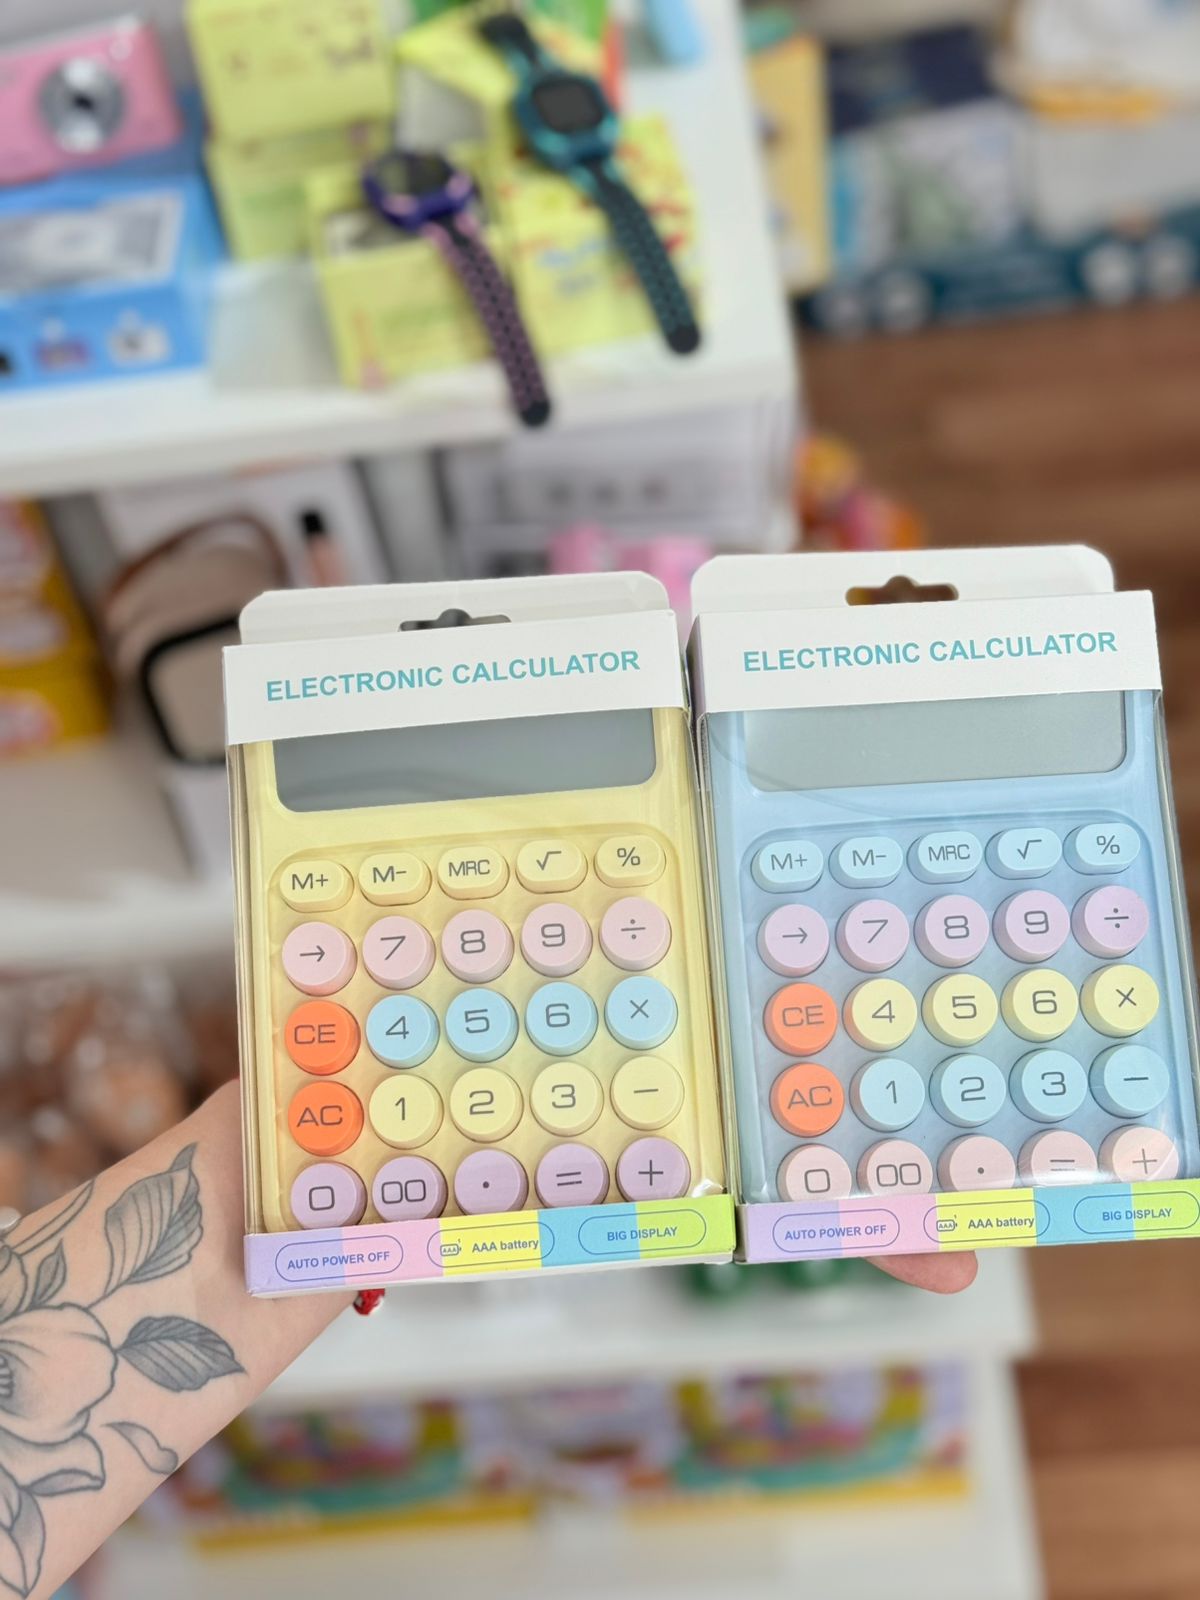 ELECTRONIC CALCULATOR
M+ M- MRC √ %
→ 7 8 9 ÷
CE 4 5 6 ×
AC 1 2 3 −
0 00 . = +
AUTO POWER OFF
AAA
AAA battery
BIG DISPLAY
ELECTRONIC CALCULATOR
M+ M- MRC √ %
→ 7 8 9 ÷
CE 4 5 6 ×
AC 1 2 3 −
0 00 . = +
AUTO POWER OFF
AAA
AAA battery
BIG DISPLAY